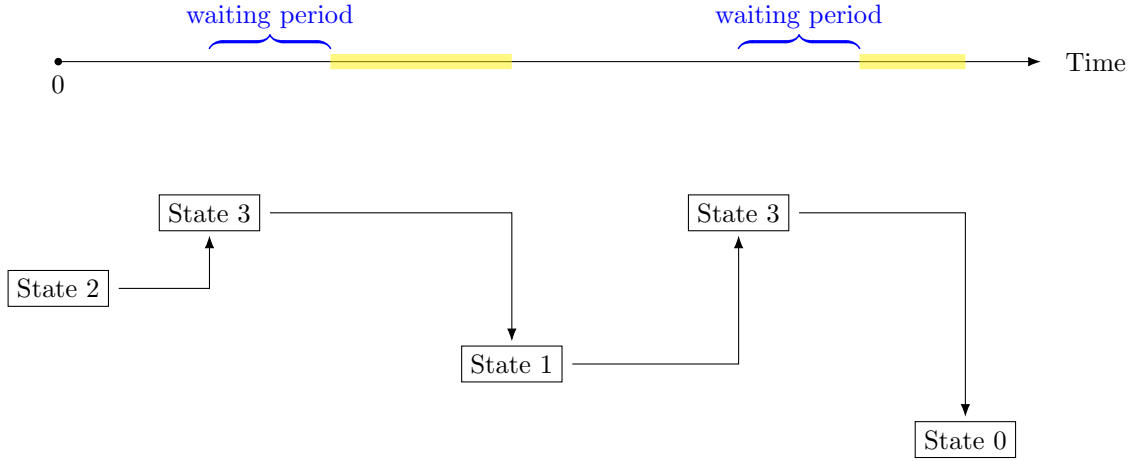 waiting period
waiting period
Time
0
State 3
State 3
State 2
State 1
State 0